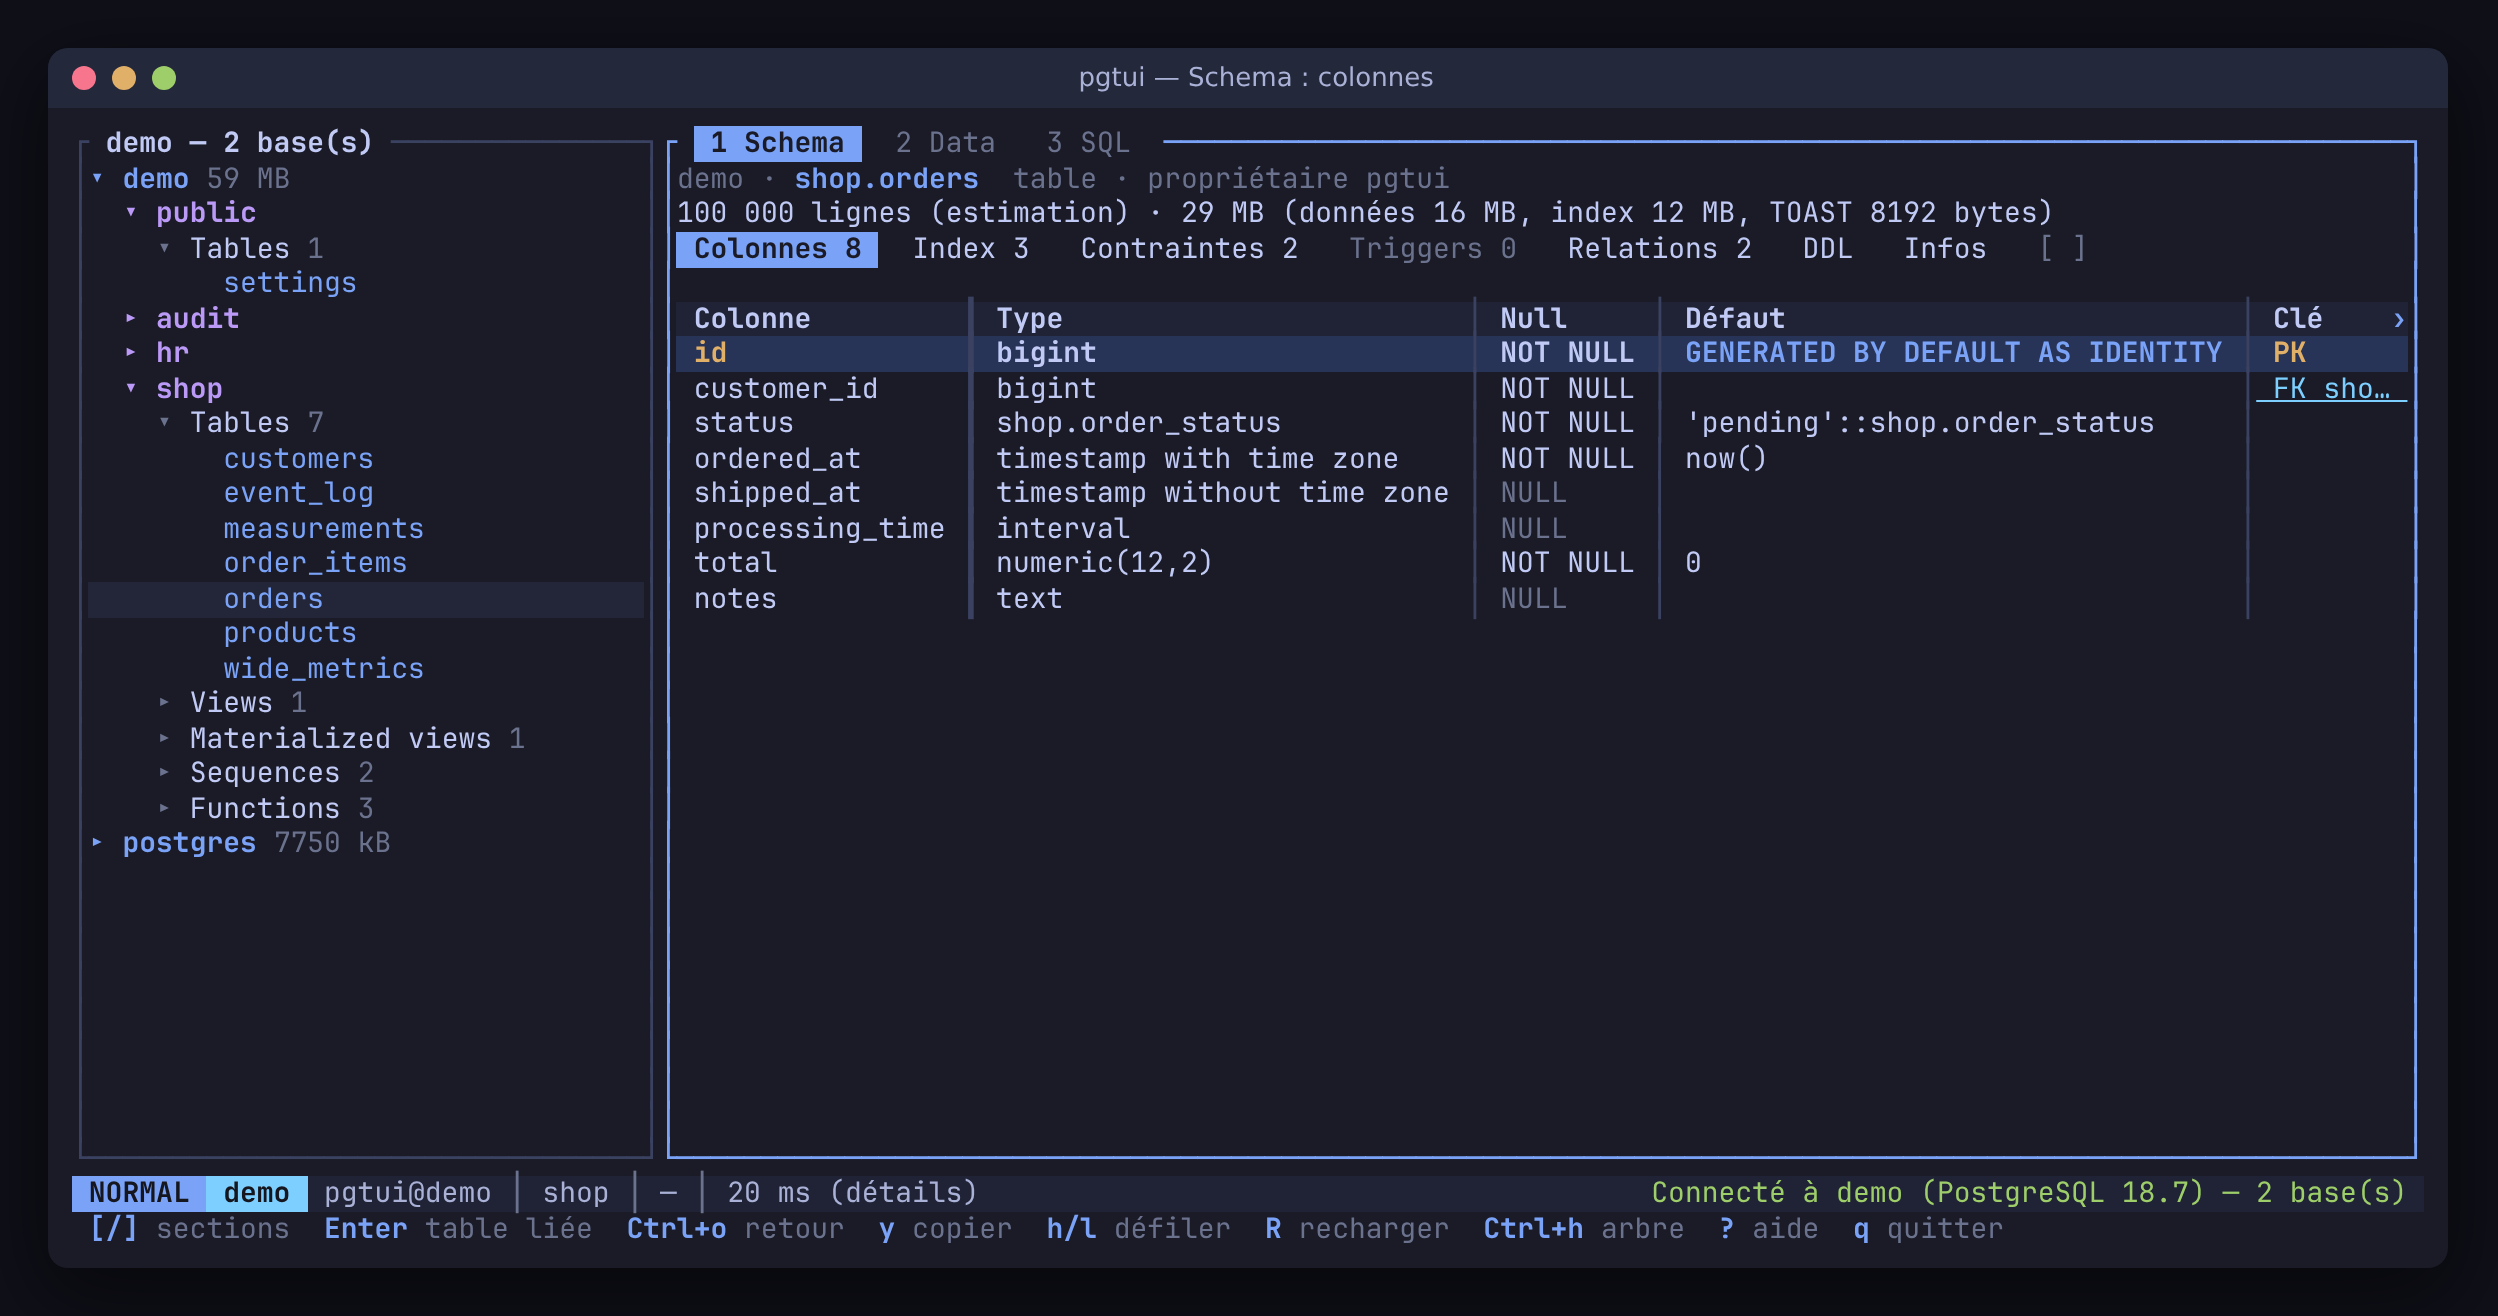 pgtui — Schema : colonnes
demo — 2 base(s)
▾ demo 59 MB
▾ public
▾ Tables 1
settings
▸ audit
▸ hr
▾ shop
▾ Tables 7
customers
event_log
measurements
order_items
orders
products
wide_metrics
▸ Views 1
▸ Materialized views 1
▸ Sequences 2
▸ Functions 3
▸ postgres 7750 kB
1 Schema 2 Data 3 SQL
demo · shop.orders table · propriétaire pgtui
100 000 lignes (estimation) · 29 MB (données 16 MB, index 12 MB, TOAST 8192 bytes)
Colonnes 8 Index 3 Contraintes 2 Triggers 0 Relations 2 DDL Infos [ ]
Colonne Type Null Défaut Clé ›
id bigint NOT NULL GENERATED BY DEFAULT AS IDENTITY PK
customer_id bigint NOT NULL FK sho…
status shop.order_status NOT NULL 'pending'::shop.order_status
ordered_at timestamp with time zone NOT NULL now()
shipped_at timestamp without time zone NULL
processing_time interval NULL
total numeric(12,2) NOT NULL 0
notes text NULL
NORMAL demo pgtui@demo │ shop │ — │ 20 ms (détails) Connecté à demo (PostgreSQL 18.7) — 2 base(s)
[/] sections Enter table liée Ctrl+o retour y copier h/l défiler R recharger Ctrl+h arbre ? aide q quitter